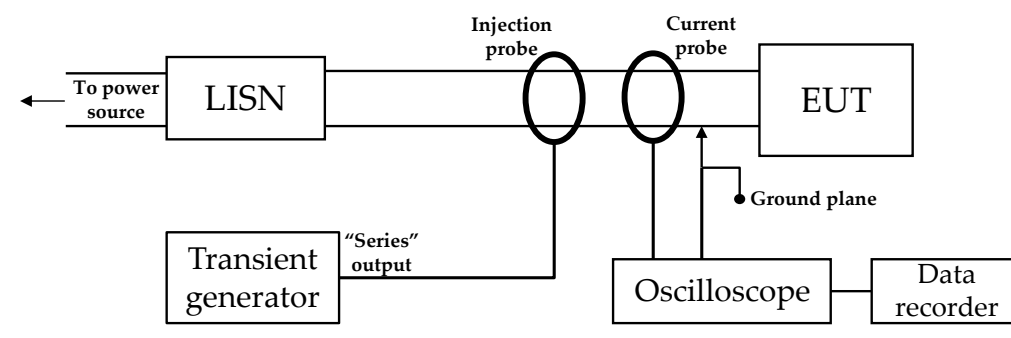 Injection
probe
Current
probe
To power
source
LISN
EUT
Ground plane
“Series”
output
Transient
generator
Oscilloscope
Data
recorder